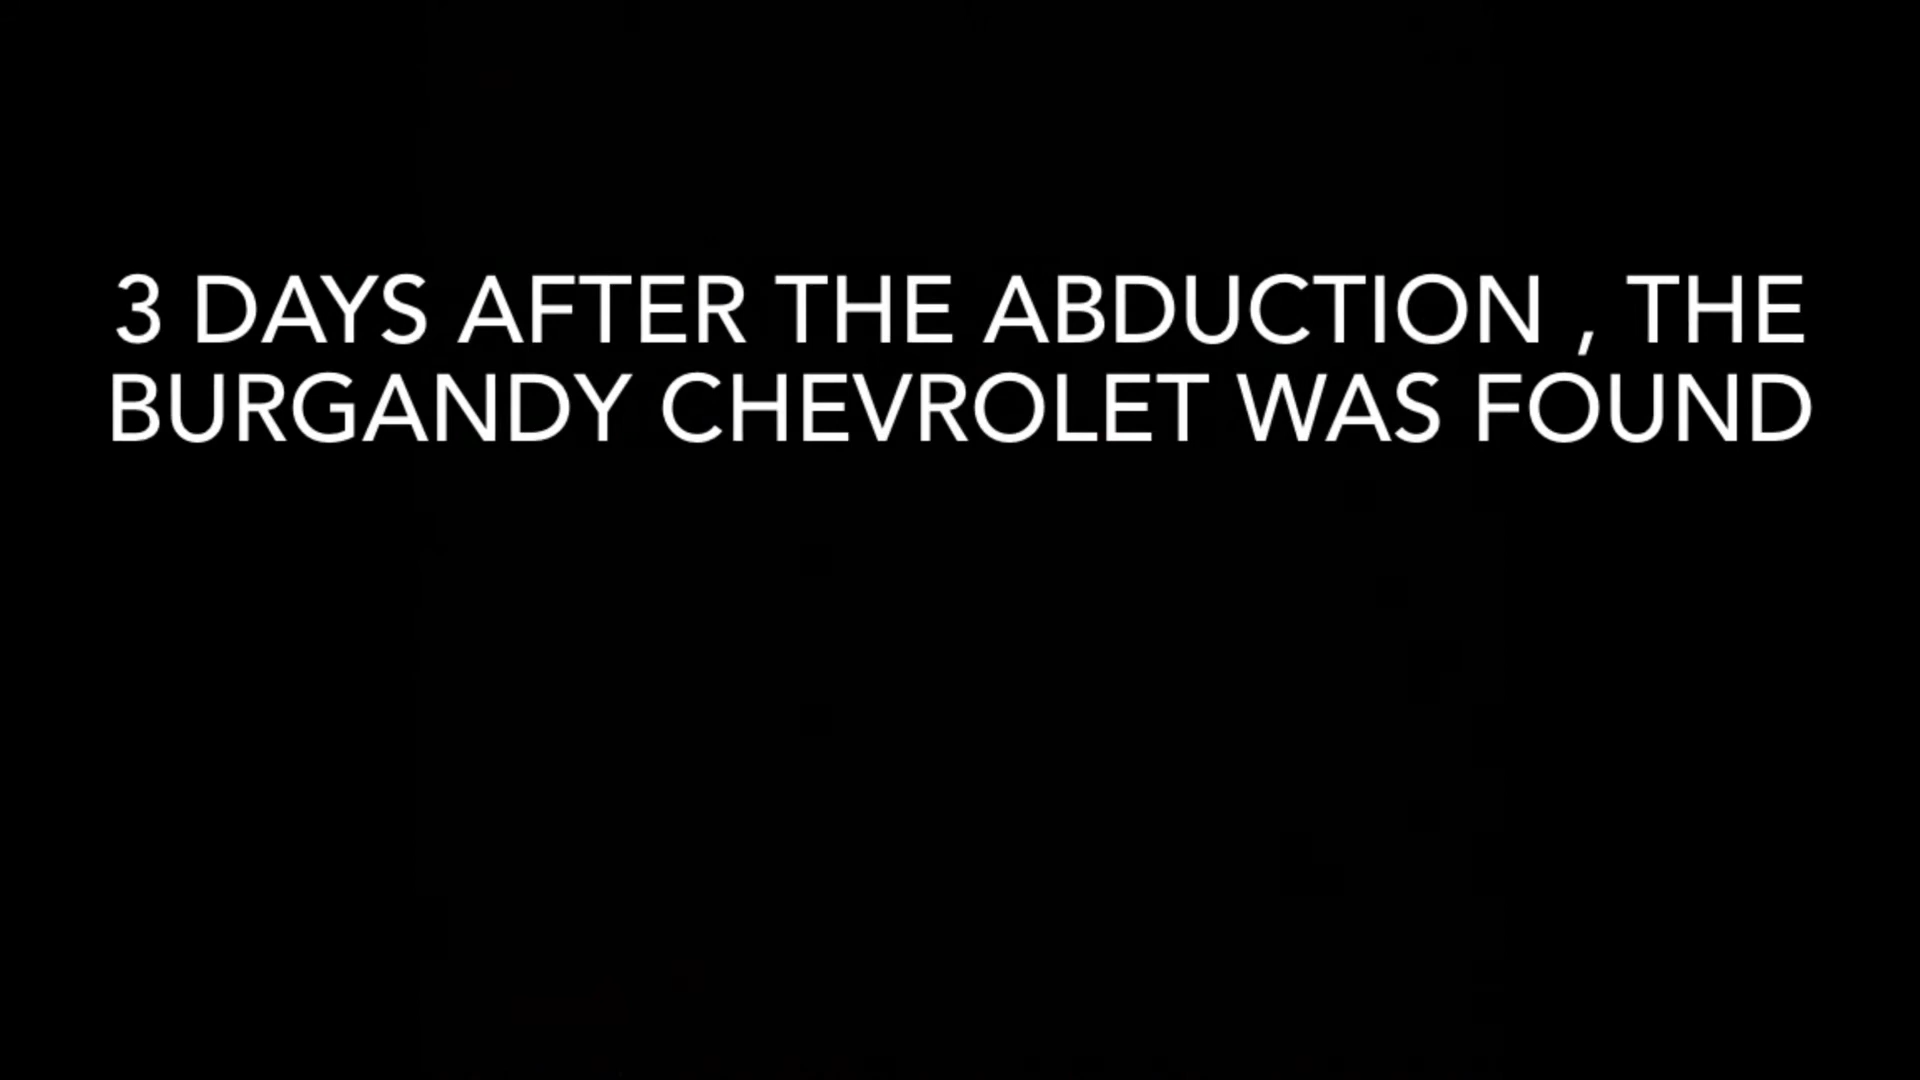 3 DAYS AFTER THE ABDUCTION , THE
BURGANDY CHEVROLET WAS FOUND